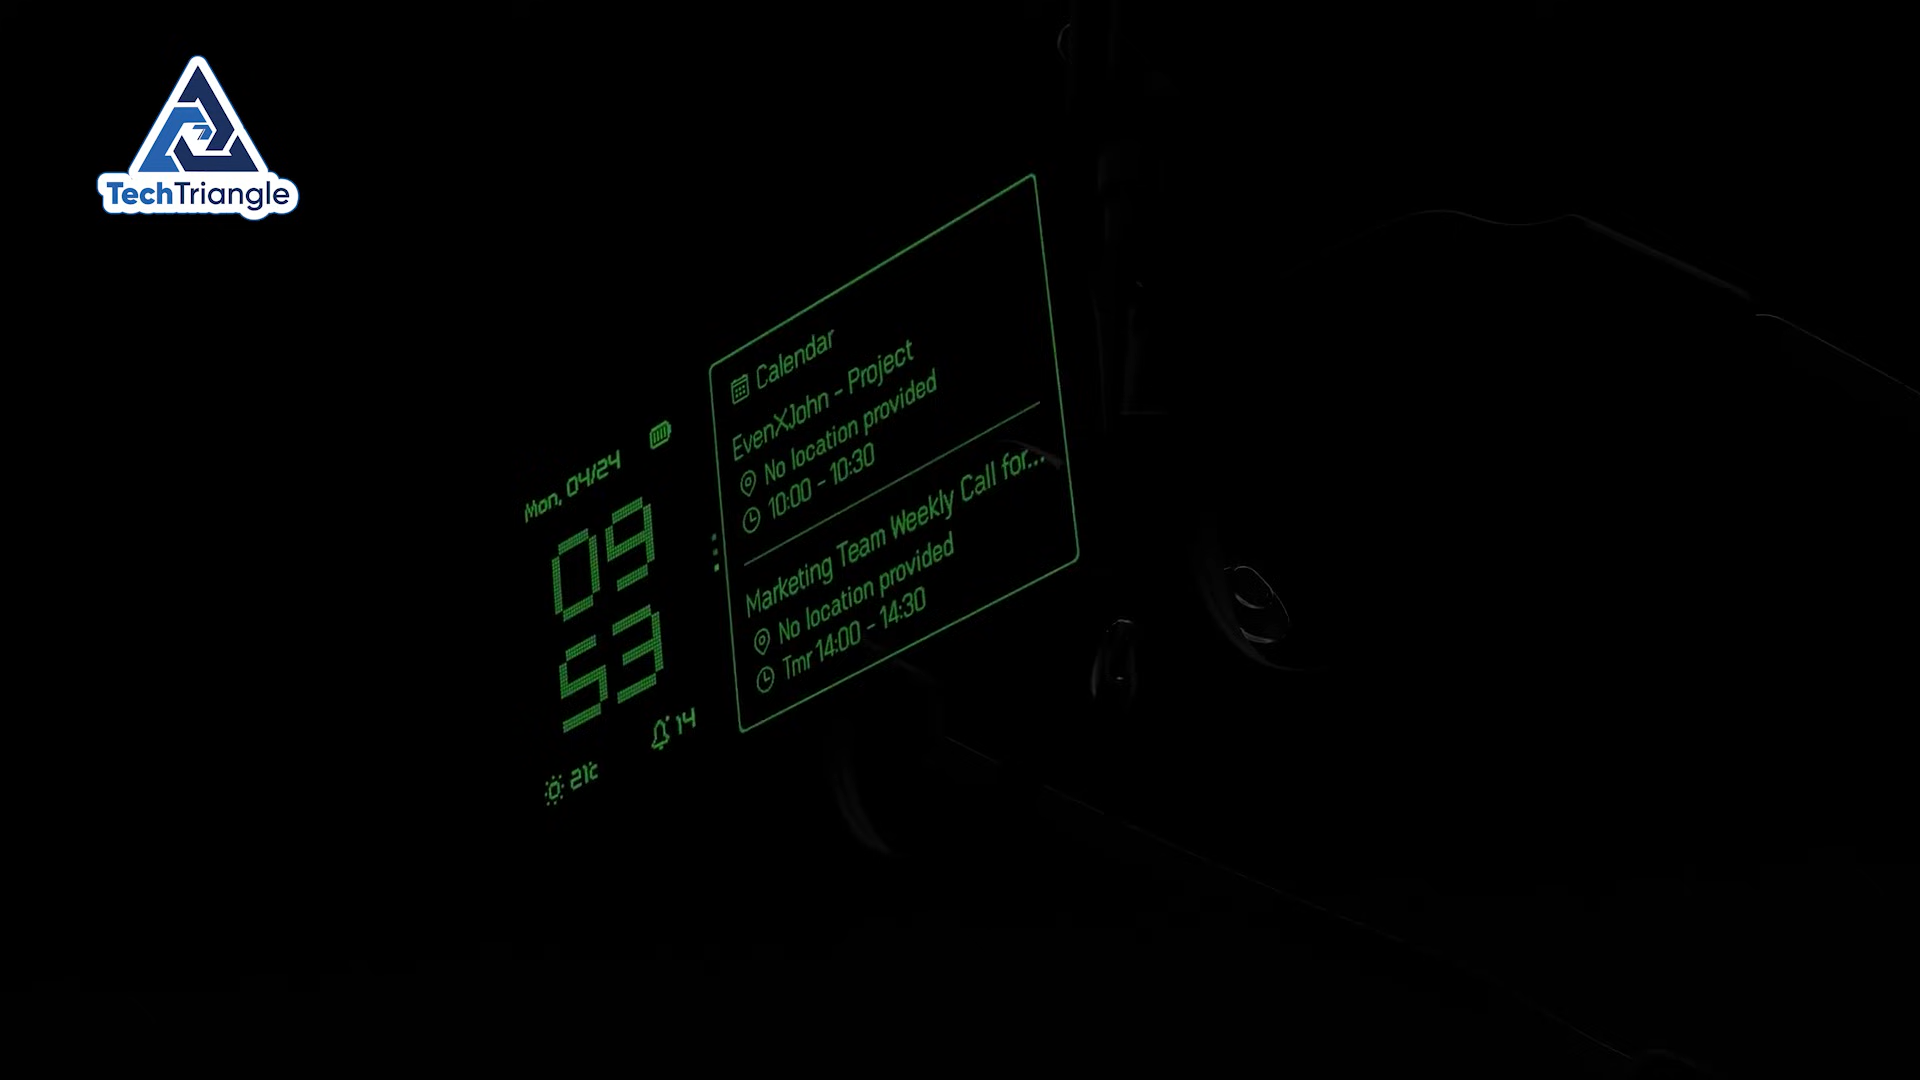 TechTriangle
Mon, 04/24
09
53
14
21°c
Calendar
EvenXJohn - Project
No location provided
10:00 - 10:30
Marketing Team Weekly Call for...
No location provided
Tmr 14:00 - 14:30